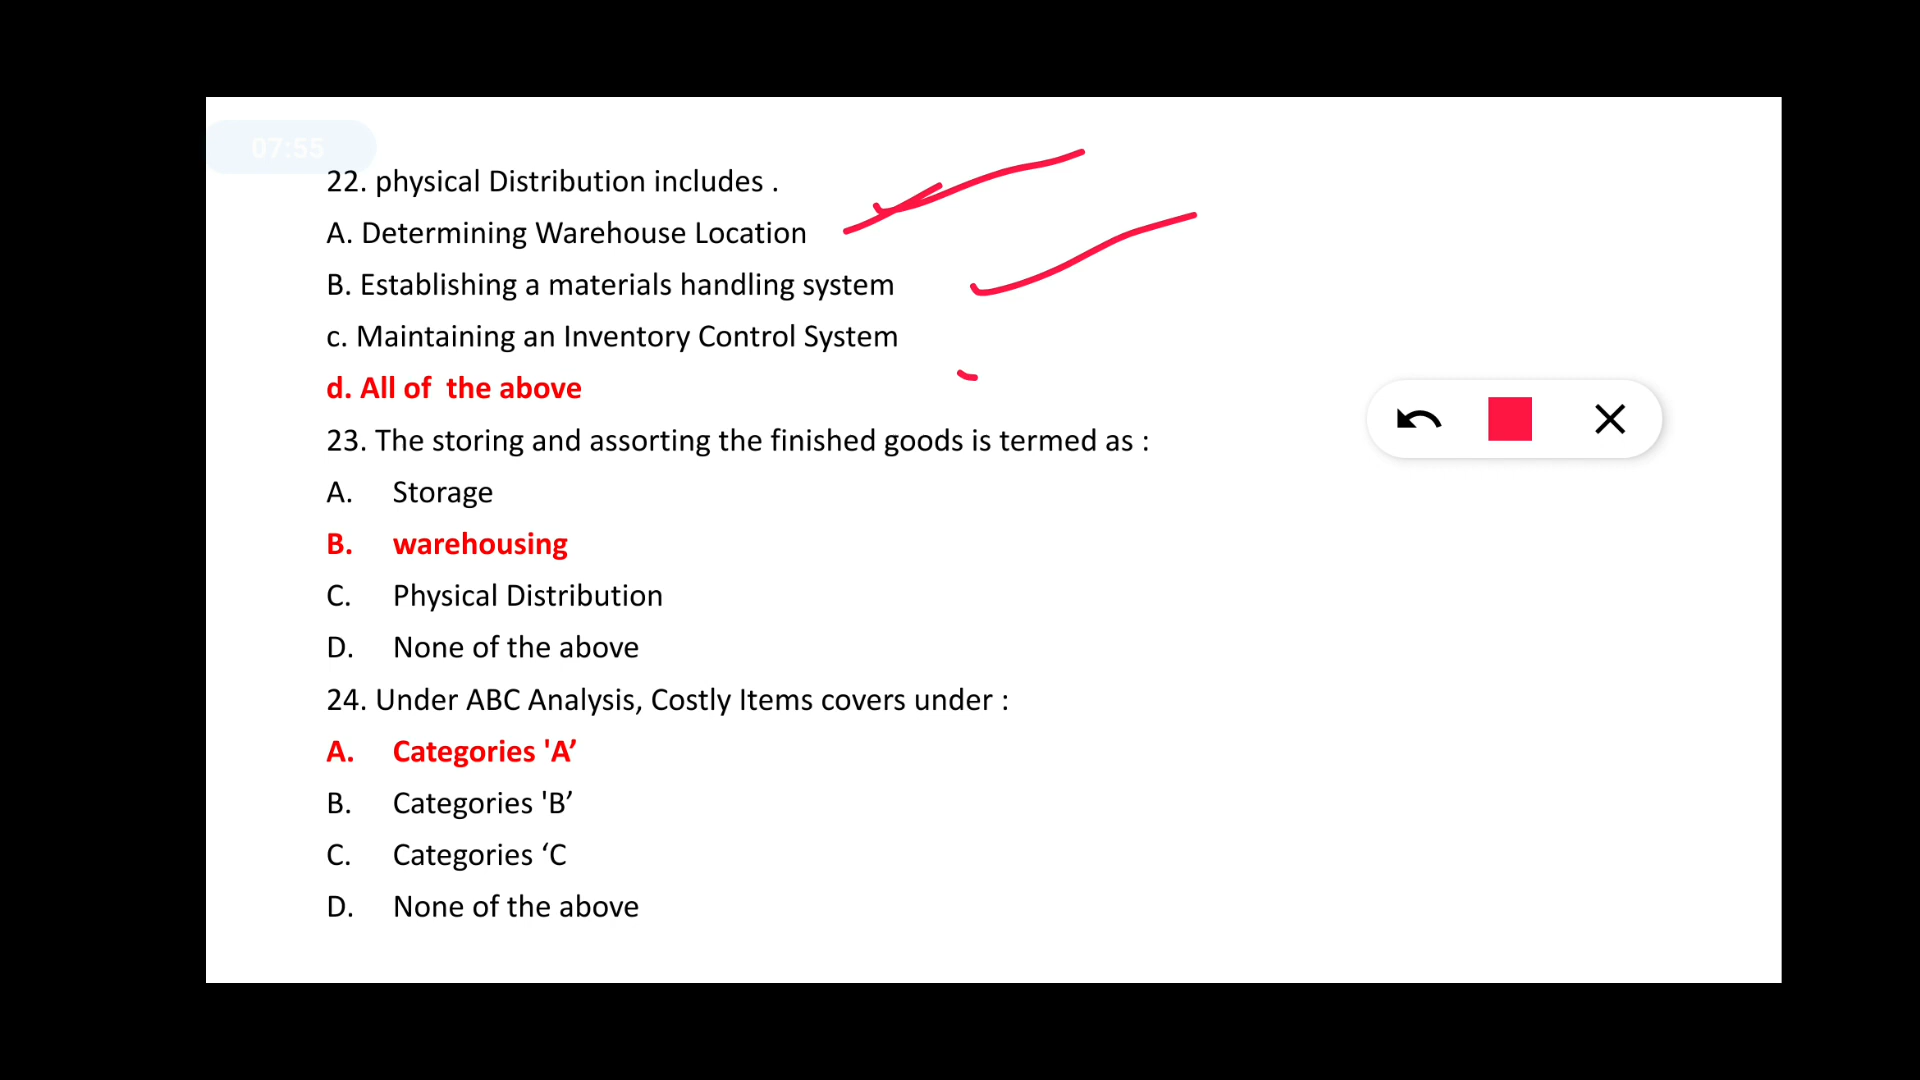 07:55
22. physical Distribution includes .
A. Determining Warehouse Location
B. Establishing a materials handling system
c. Maintaining an Inventory Control System
d. All of  the above
23. The storing and assorting the finished goods is termed as :
A. Storage
B. warehousing
C. Physical Distribution
D. None of the above
24. Under ABC Analysis, Costly Items covers under :
A. Categories 'A’
B. Categories 'B’
C. Categories ‘C
D. None of the above